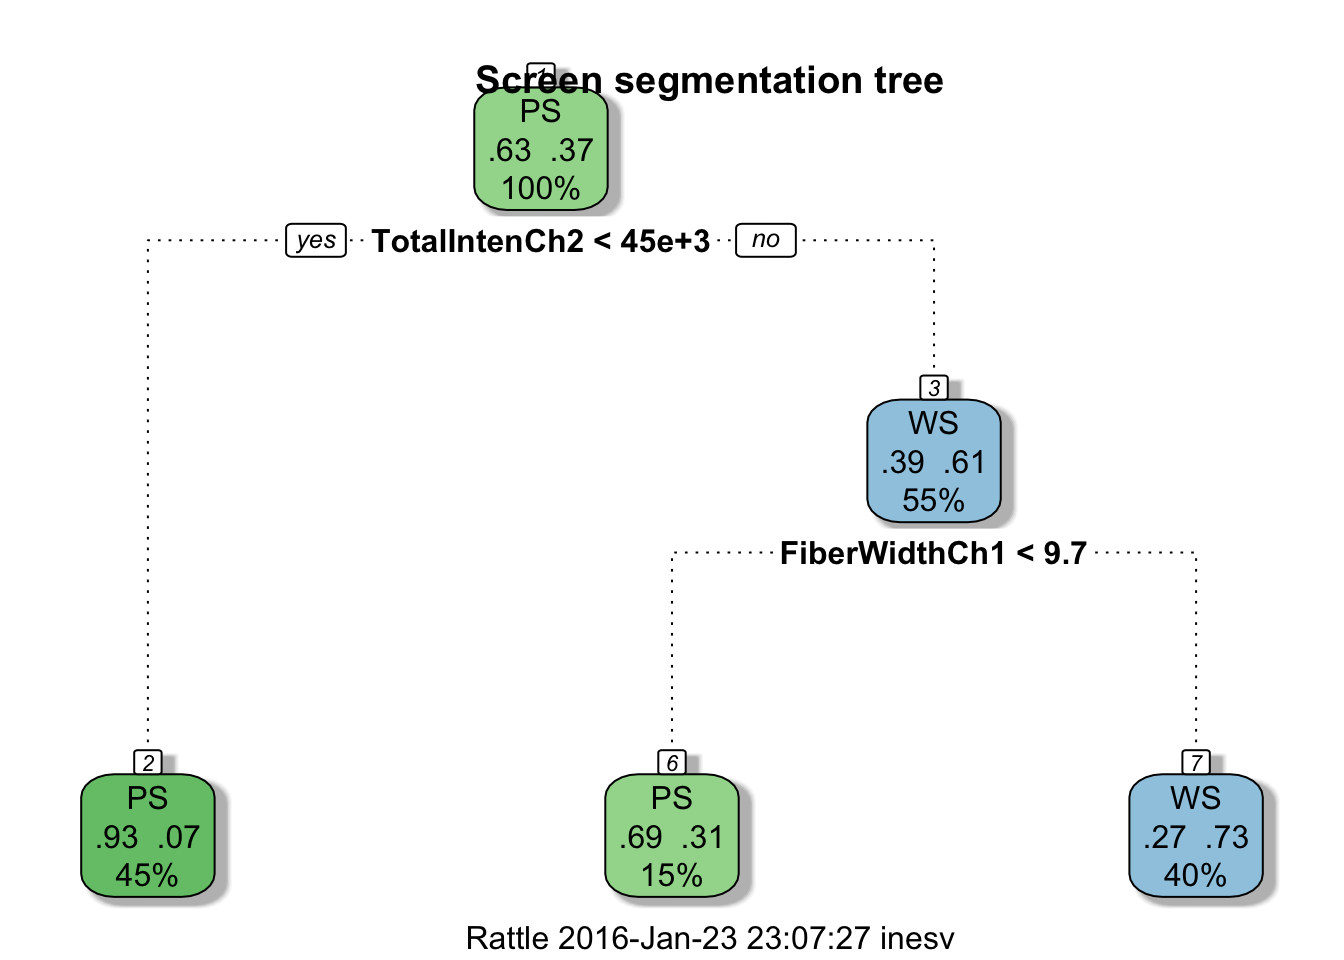 Screen segmentation tree
1
PS
.63 .37
100%
yes TotalIntenCh2 < 45e+3 no
3
WS
.39 .61
55%
FiberWidthCh1 < 9.7
2
PS
.93 .07
45%
6
PS
.69 .31
15%
7
WS
.27 .73
40%
Rattle 2016-Jan-23 23:07:27 inesv